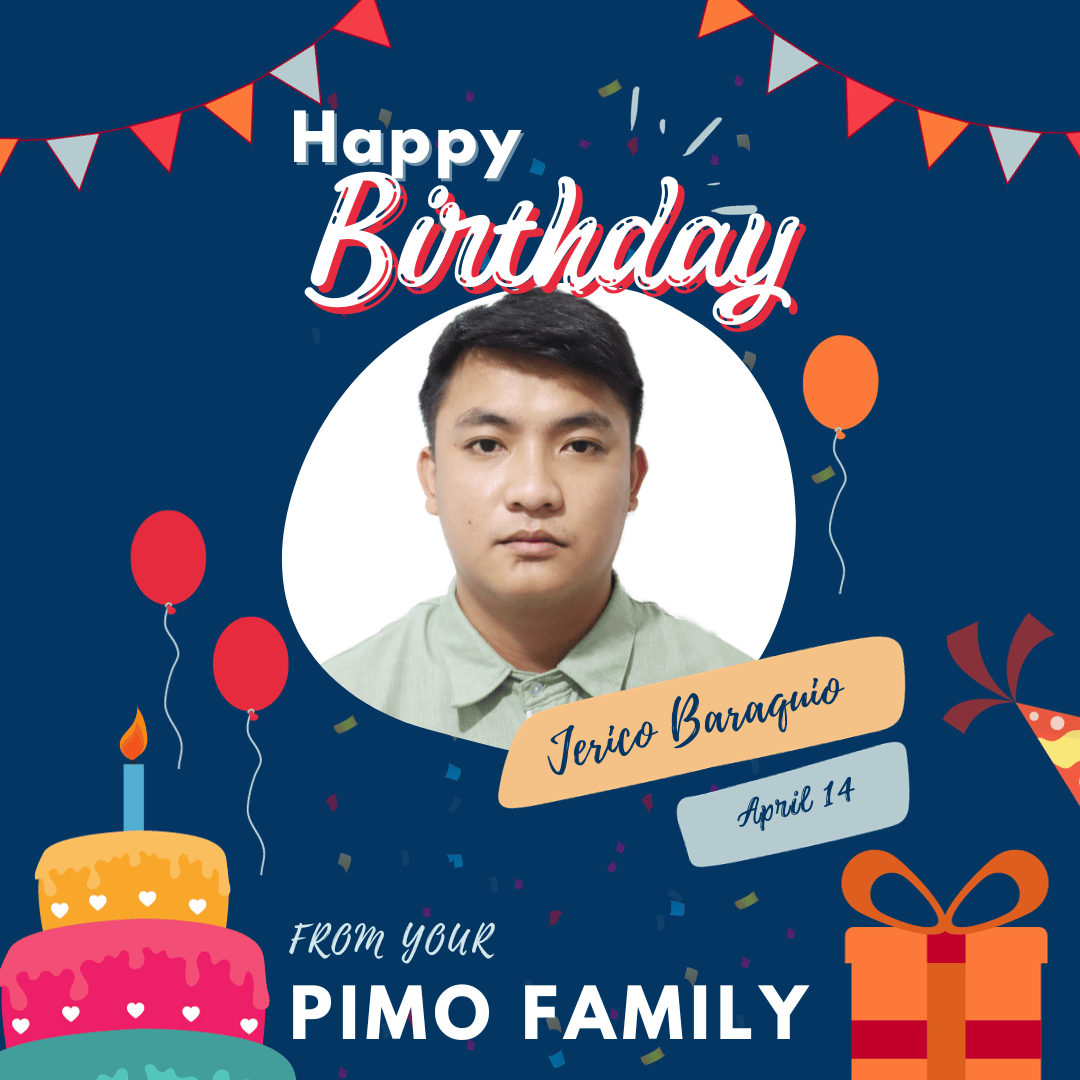 Happy
Birthday
Jerico Baraquio
April 14
FROM YOUR
PIMO FAMILY